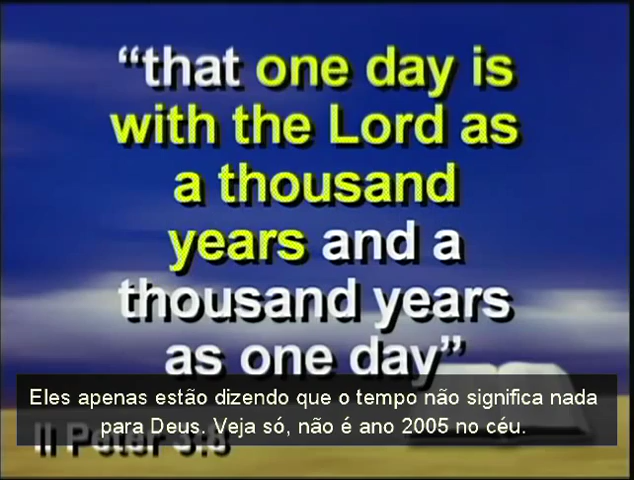 “that one day is
with the Lord as
a thousand
years and a
thousand years
as one day”
Eles apenas estão dizendo que o tempo não significa nada
para Deus. Veja só, não é ano 2005 no céu.
II Peter 3:8